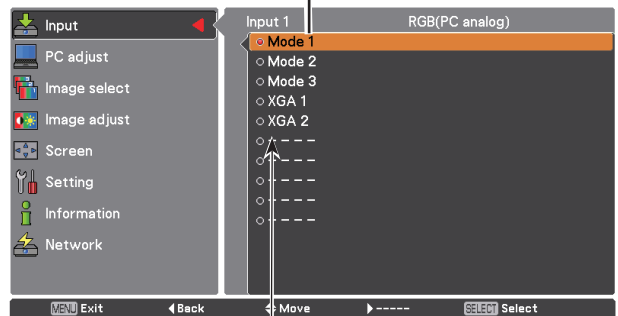 Input
PC adjust
Image select
Image adjust
Screen
Setting
Information
Network
Input 1 RGB(PC analog)
Mode 1
Mode 2
Mode 3
XGA 1
XGA 2
- - - - -
- - - - -
- - - - -
- - - - -
- - - - -
MENU Exit Back Move ----- SELECT Select